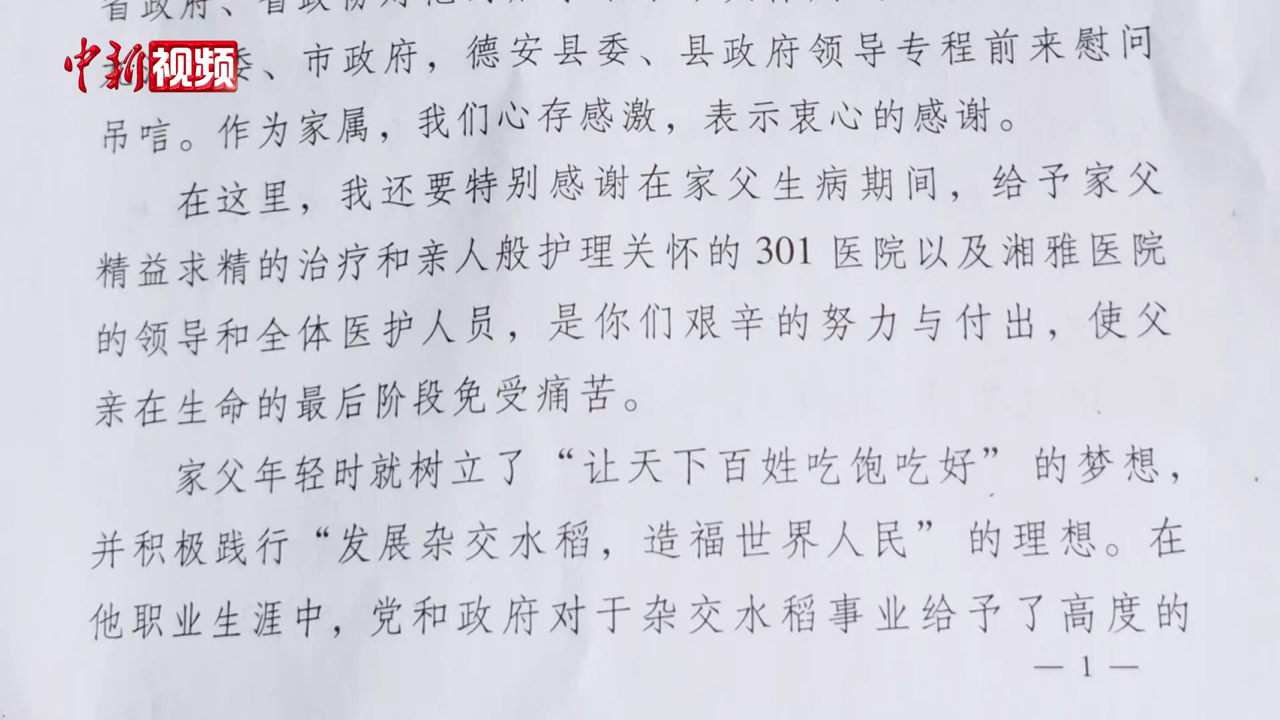 省政府、省政协
中新视频
委、市政府，德安县委、县政府领导专程前来慰问
吊唁。作为家属，我们心存感激，表示衷心的感谢。
在这里，我还要特别感谢在家父生病期间，给予家父
精益求精的治疗和亲人般护理关怀的 301 医院以及湘雅医院
的领导和全体医护人员，是你们艰辛的努力与付出，使父
亲在生命的最后阶段免受痛苦。
家父年轻时就树立了“让天下百姓吃饱吃好”的梦想，
并积极践行“发展杂交水稻，造福世界人民”的理想。在
他职业生涯中，党和政府对于杂交水稻事业给予了高度的
— 1 —